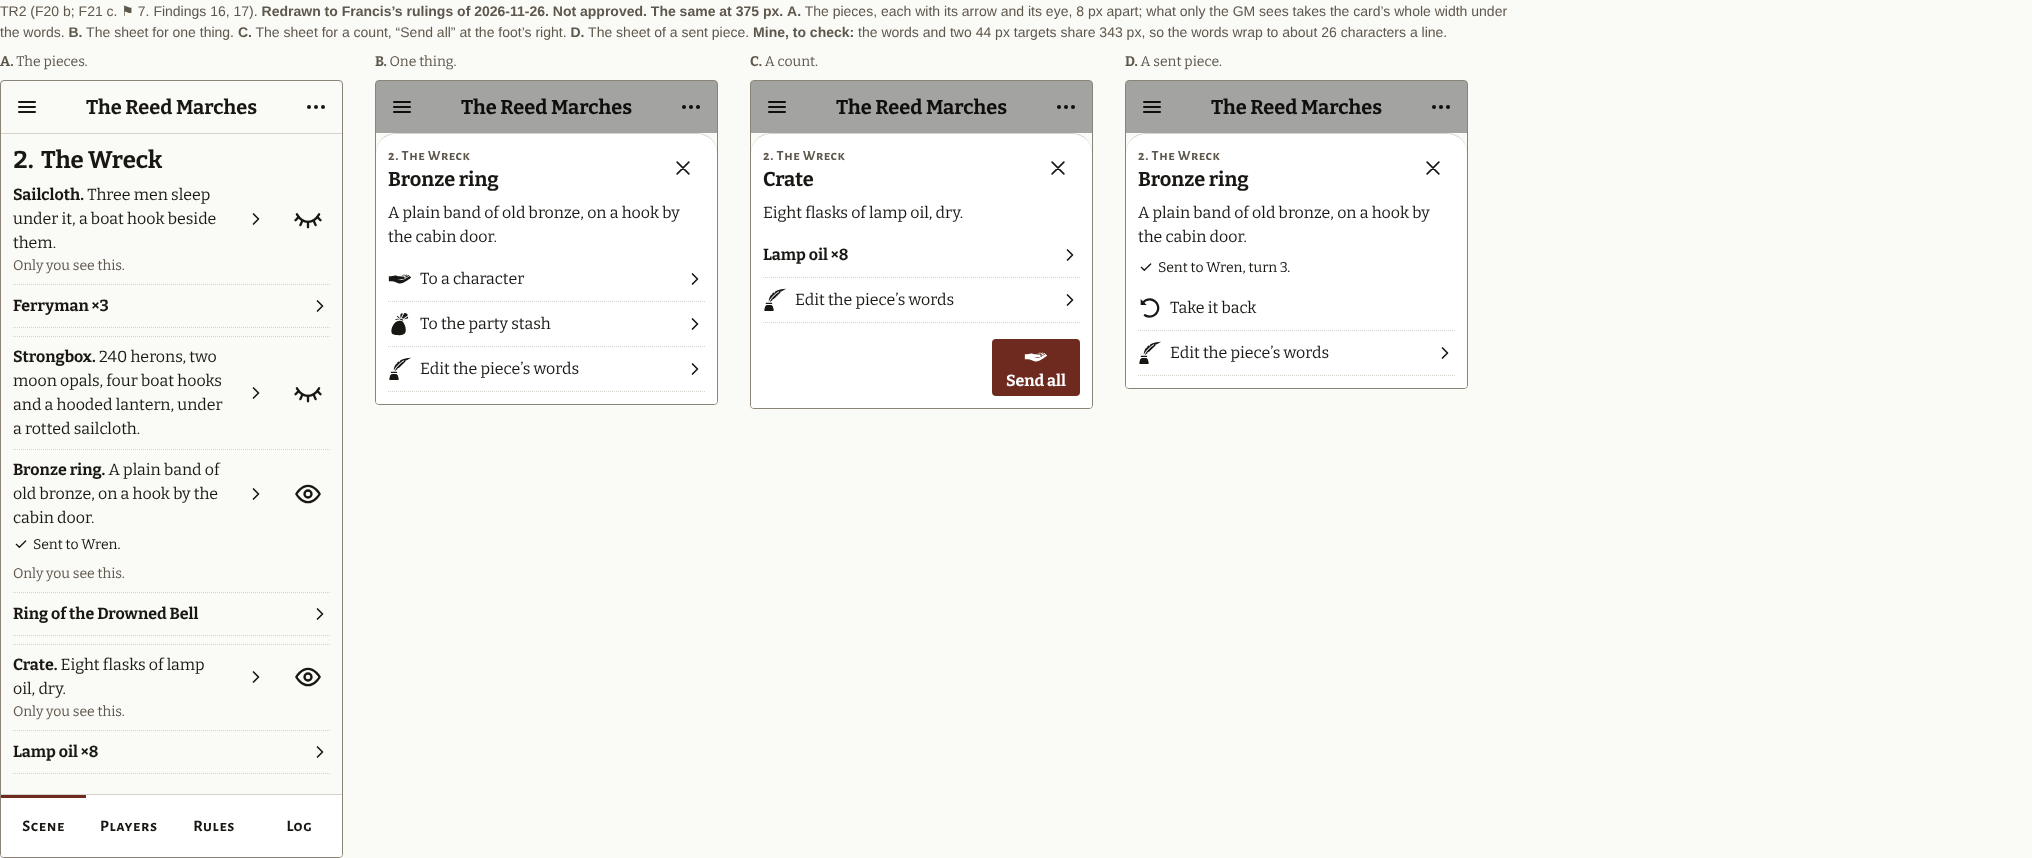 TR2 (F20 b; F21 c. ⚑ 7. Findings 16, 17). Redrawn to Francis’s rulings of 2026-11-26. Not approved. The same at 375 px. A. The pieces, each with its arrow and its eye, 8 px apart; what only the GM sees takes the card’s whole width under
the words. B. The sheet for one thing. C. The sheet for a count, “Send all” at the foot’s right. D. The sheet of a sent piece. Mine, to check: the words and two 44 px targets share 343 px, so the words wrap to about 26 characters a line.
A. The pieces.
The Reed Marches
2. The Wreck
Sailcloth. Three men sleep
under it, a boat hook beside
them.
Only you see this.
Ferryman ×3
Strongbox. 240 herons, two
moon opals, four boat hooks
and a hooded lantern, under
a rotted sailcloth.
Bronze ring. A plain band of
old bronze, on a hook by the
cabin door.
Sent to Wren.
Only you see this.
Ring of the Drowned Bell
Crate. Eight flasks of lamp
oil, dry.
Only you see this.
Lamp oil ×8
Scene Players Rules Log
B. One thing.
The Reed Marches
2. The Wreck
Bronze ring
A plain band of old bronze, on a hook by
the cabin door.
To a character
To the party stash
Edit the piece’s words
C. A count.
The Reed Marches
2. The Wreck
Crate
Eight flasks of lamp oil, dry.
Lamp oil ×8
Edit the piece’s words
Send all
D. A sent piece.
The Reed Marches
2. The Wreck
Bronze ring
A plain band of old bronze, on a hook by
the cabin door.
Sent to Wren, turn 3.
Take it back
Edit the piece’s words